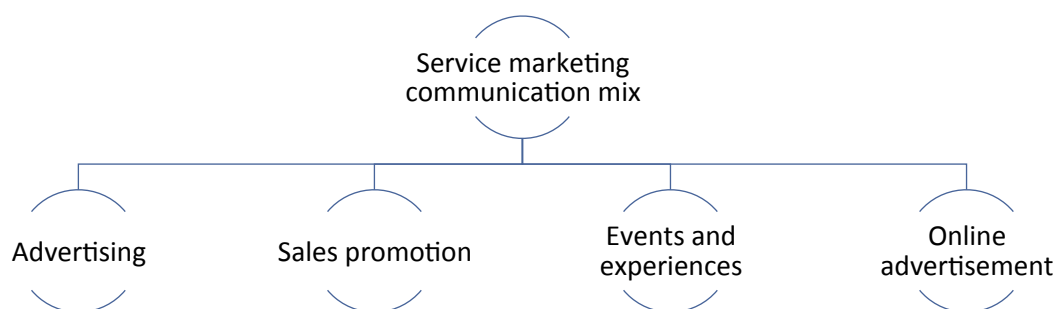 Service marketing
communication mix
Advertising
Sales promotion
Events and
experiences
Online
advertisement